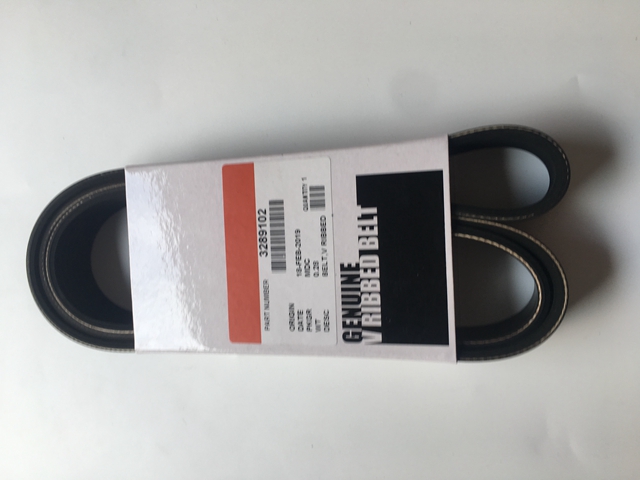 PART NUMBER
3289102
QUANTITY 1
ORIGIN
DATE 18-FEB-2019
PKGR MDC
WT 0.28
DESC BELT,V RIBBED
GENUINE
V RIBBED BELT